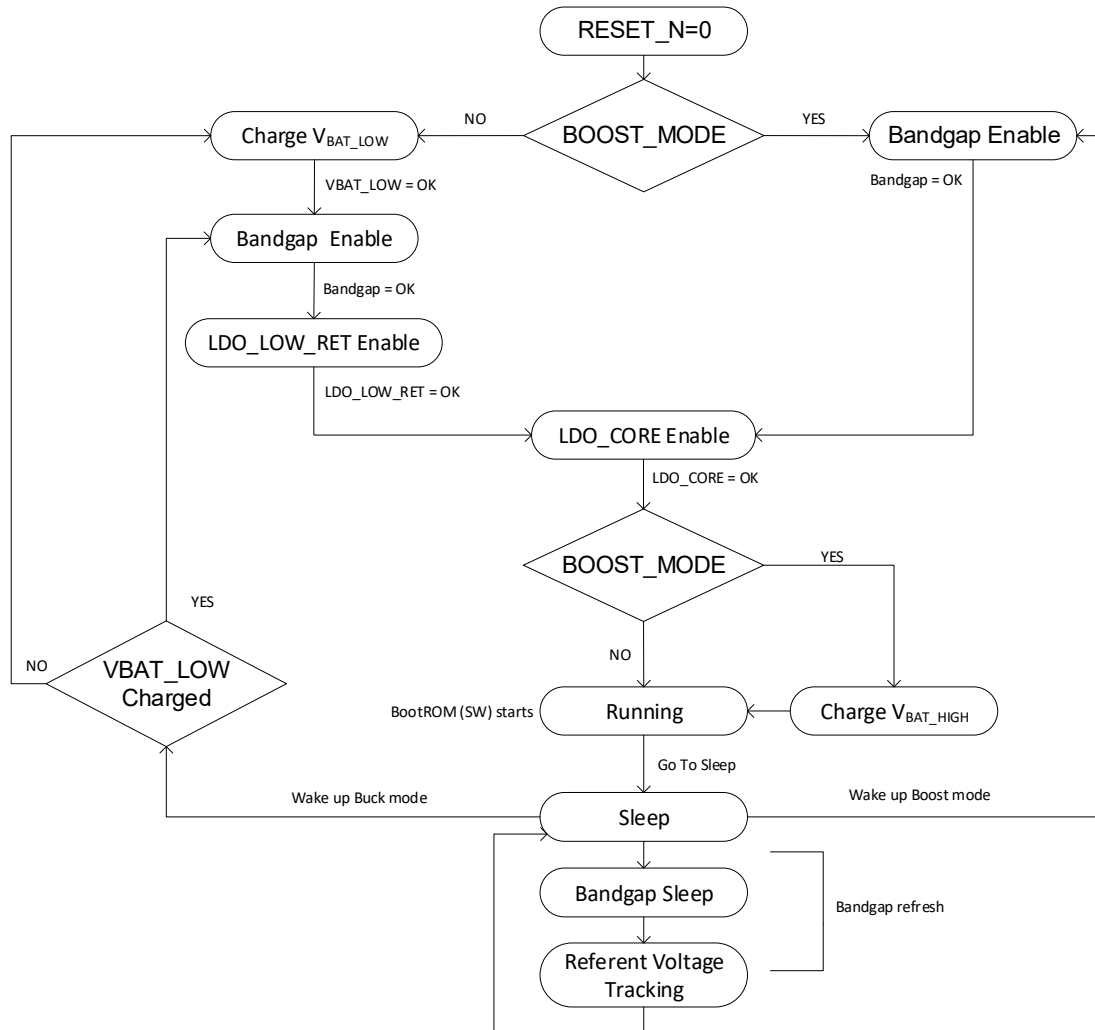 RESET_N=0
BOOST_MODE
NO
YES
Charge VBAT_LOW
Bandgap Enable
VBAT_LOW = OK
Bandgap = OK
Bandgap Enable
Bandgap = OK
LDO_LOW_RET Enable
LDO_LOW_RET = OK
LDO_CORE Enable
LDO_CORE = OK
BOOST_MODE
YES
NO
YES
NO
VBAT_LOW
Charged
BootROM (SW) starts
Running
Charge VBAT_HIGH
Go To Sleep
Wake up Buck mode
Sleep
Wake up Boost mode
Bandgap Sleep
Bandgap refresh
Referent Voltage
Tracking